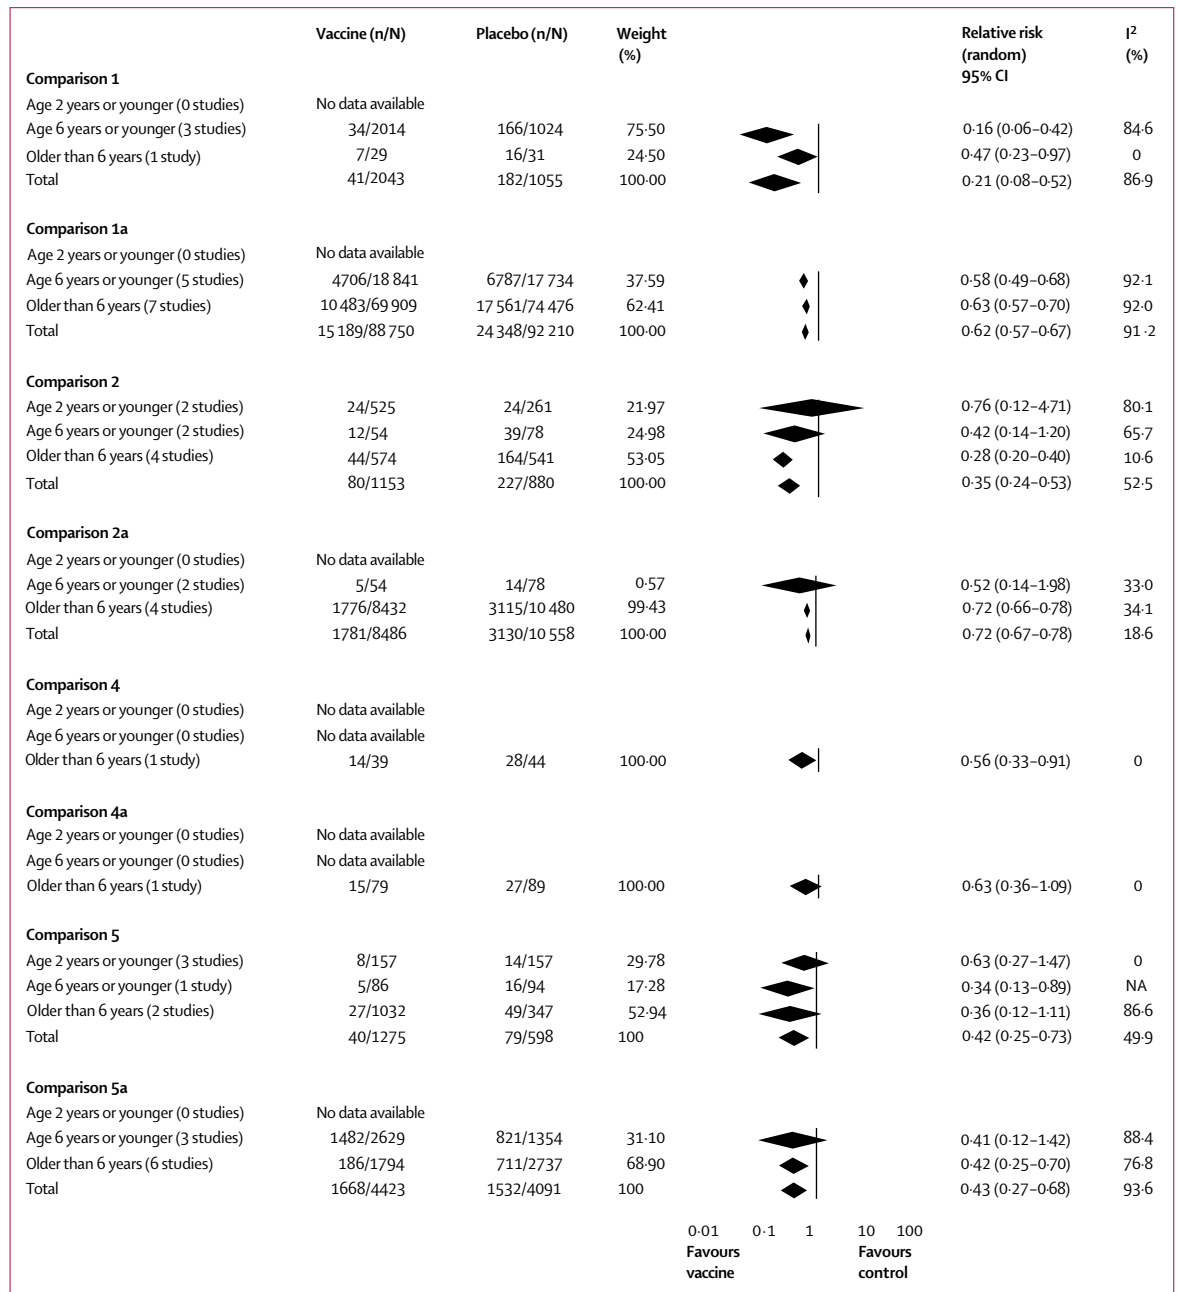 Vaccine (n/N) Placebo (n/N) Weight (%) Relative risk (random) 95% CI I2 (%)
Comparison 1
Age 2 years or younger (0 studies) No data available
Age 6 years or younger (3 studies) 34/2014 166/1024 75·50 0·16 (0·06–0·42) 84·6
Older than 6 years (1 study) 7/29 16/31 24·50 0·47 (0·23–0·97) 0
Total 41/2043 182/1055 100·00 0·21 (0·08–0·52) 86·9
Comparison 1a
Age 2 years or younger (0 studies) No data available
Age 6 years or younger (5 studies) 4706/18 841 6787/17 734 37·59 0·58 (0·49–0·68) 92·1
Older than 6 years (7 studies) 10 483/69 909 17 561/74 476 62·41 0·63 (0·57–0·70) 92·0
Total 15 189/88 750 24 348/92 210 100·00 0·62 (0·57–0·67) 91·2
Comparison 2
Age 2 years or younger (2 studies) 24/525 24/261 21·97 0·76 (0·12–4·71) 80·1
Age 6 years or younger (2 studies) 12/54 39/78 24·98 0·42 (0·14–1·20) 65·7
Older than 6 years (4 studies) 44/574 164/541 53·05 0·28 (0·20–0·40) 10·6
Total 80/1153 227/880 100·00 0·35 (0·24–0·53) 52·5
Comparison 2a
Age 2 years or younger (0 studies) No data available
Age 6 years or younger (2 studies) 5/54 14/78 0·57 0·52 (0·14–1·98) 33·0
Older than 6 years (4 studies) 1776/8432 3115/10 480 99·43 0·72 (0·66–0·78) 34·1
Total 1781/8486 3130/10 558 100·00 0·72 (0·67–0·78) 18·6
Comparison 4
Age 2 years or younger (0 studies) No data available
Age 6 years or younger (0 studies) No data available
Older than 6 years (1 study) 14/39 28/44 100·00 0·56 (0·33–0·91) 0
Comparison 4a
Age 2 years or younger (0 studies) No data available
Age 6 years or younger (0 studies) No data available
Older than 6 years (1 study) 15/79 27/89 100·00 0·63 (0·36–1·09) 0
Comparison 5
Age 2 years or younger (3 studies) 8/157 14/157 29·78 0·63 (0·27–1·47) 0
Age 6 years or younger (1 study) 5/86 16/94 17·28 0·34 (0·13–0·89) NA
Older than 6 years (2 studies) 27/1032 49/347 52·94 0·36 (0·12–1·11) 86·6
Total 40/1275 79/598 100 0·42 (0·25–0·73) 49·9
Comparison 5a
Age 2 years or younger (0 studies) No data available
Age 6 years or younger (3 studies) 1482/2629 821/1354 31·10 0·41 (0·12–1·42) 88·4
Older than 6 years (6 studies) 186/1794 711/2737 68·90 0·42 (0·25–0·70) 76·8
Total 1668/4423 1532/4091 100 0·43 (0·27–0·68) 93·6
0·01 0·1 1 10 100
Favours vaccine Favours control